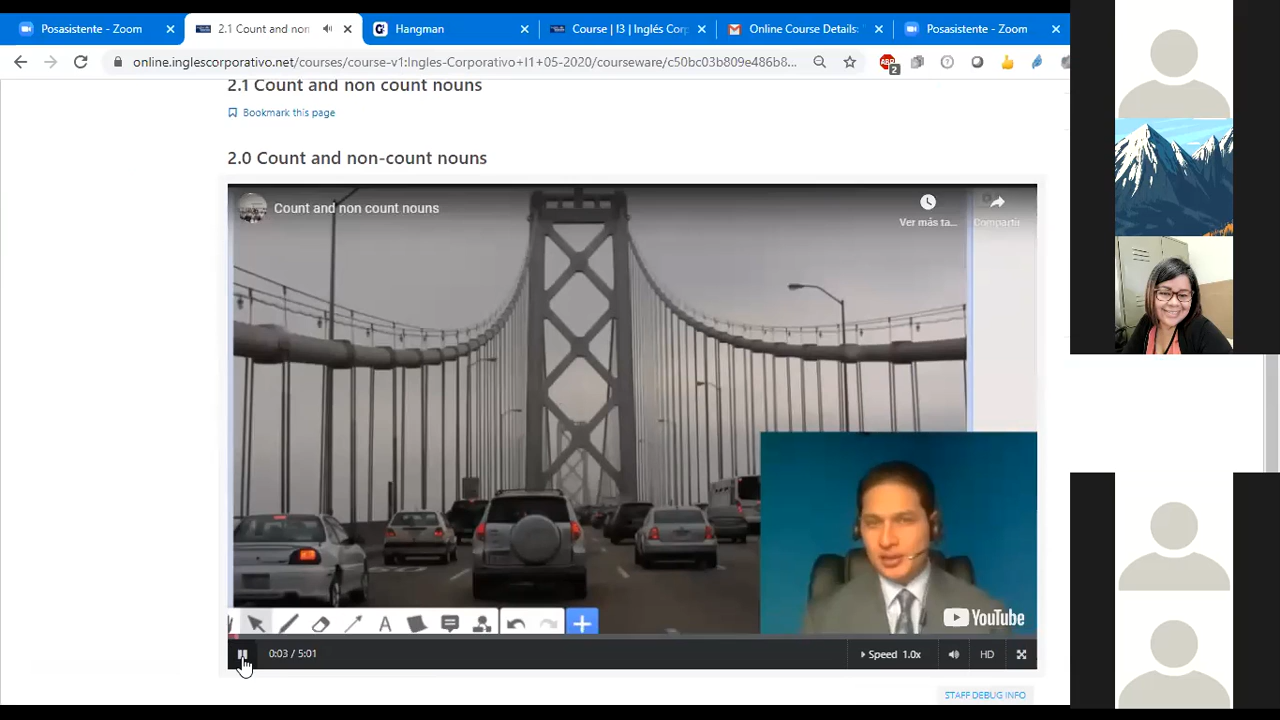 Posasistente - Zoom
2.1 Count and non
Hangman
Course | I3 | Inglés Corp
Online Course Details:
Posasistente - Zoom
online.inglescorporativo.net/courses/course-v1:Ingles-Corporativo+I1+05-2020/courseware/c50bc03b809e486b8...
2
2.1 Count and non count nouns
Bookmark this page
2.0 Count and non-count nouns
Count and non count nouns
Ver más ta...
Compartir
A
YouTube
0:03 / 5:01
Speed 1.0x
HD
STAFF DEBUG INFO